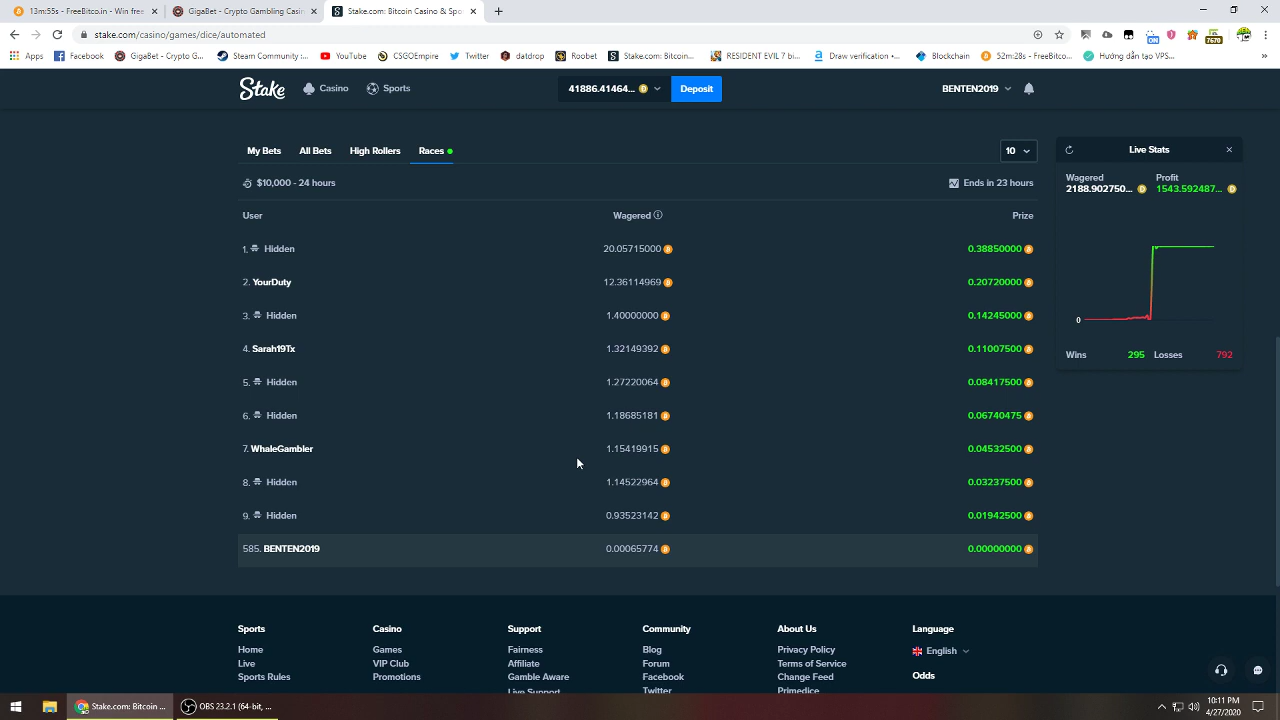 13m:55s - FreeBitco.in - Win free
GigaBet - Crypto Gambling Casin
Stake.com: Bitcoin Casino & Spo
stake.com/casino/games/dice/automated
ON
7670
Apps
Facebook
GigaBet - Crypto G...
Steam Community :...
YouTube
CSGOEmpire
Twitter
datdrop
Roobet
Stake.com: Bitcoin...
RESIDENT EVIL 7 bi...
Draw verification •...
Blockchain
52m:28s - FreeBitCo...
Hướng dẫn tạo VPS...
Stake
Casino
Sports
41886.41464...
Deposit
BENTEN2019
My Bets
All Bets
High Rollers
Races
10
Live Stats
$10,000 - 24 hours
Ends in 23 hours
Wagered
Profit
2188.902750...
1543.592487...
User
Wagered
Prize
1. Hidden 20.05715000 0.38850000
2. YourDuty 12.36114969 0.20720000
3. Hidden 1.40000000 0.14245000
0
4. Sarah19Tx 1.32149392 0.11007500
Wins 295 Losses 792
5. Hidden 1.27220064 0.08417500
6. Hidden 1.18685181 0.06740475
7. WhaleGambler 1.15419915 0.04532500
8. Hidden 1.14522964 0.03237500
9. Hidden 0.93523142 0.01942500
585. BENTEN2019 0.00065774 0.00000000
Sports
Home
Live
Sports Rules
Casino
Games
VIP Club
Promotions
Support
Fairness
Affiliate
Gamble Aware
Live Support
Community
Blog
Forum
Facebook
Twitter
About Us
Privacy Policy
Terms of Service
Change Feed
Primedice
Language
English
Odds
Stake.com: Bitcoin ...
OBS 23.2.1 (64-bit, ...
10:11 PM
4/27/2020